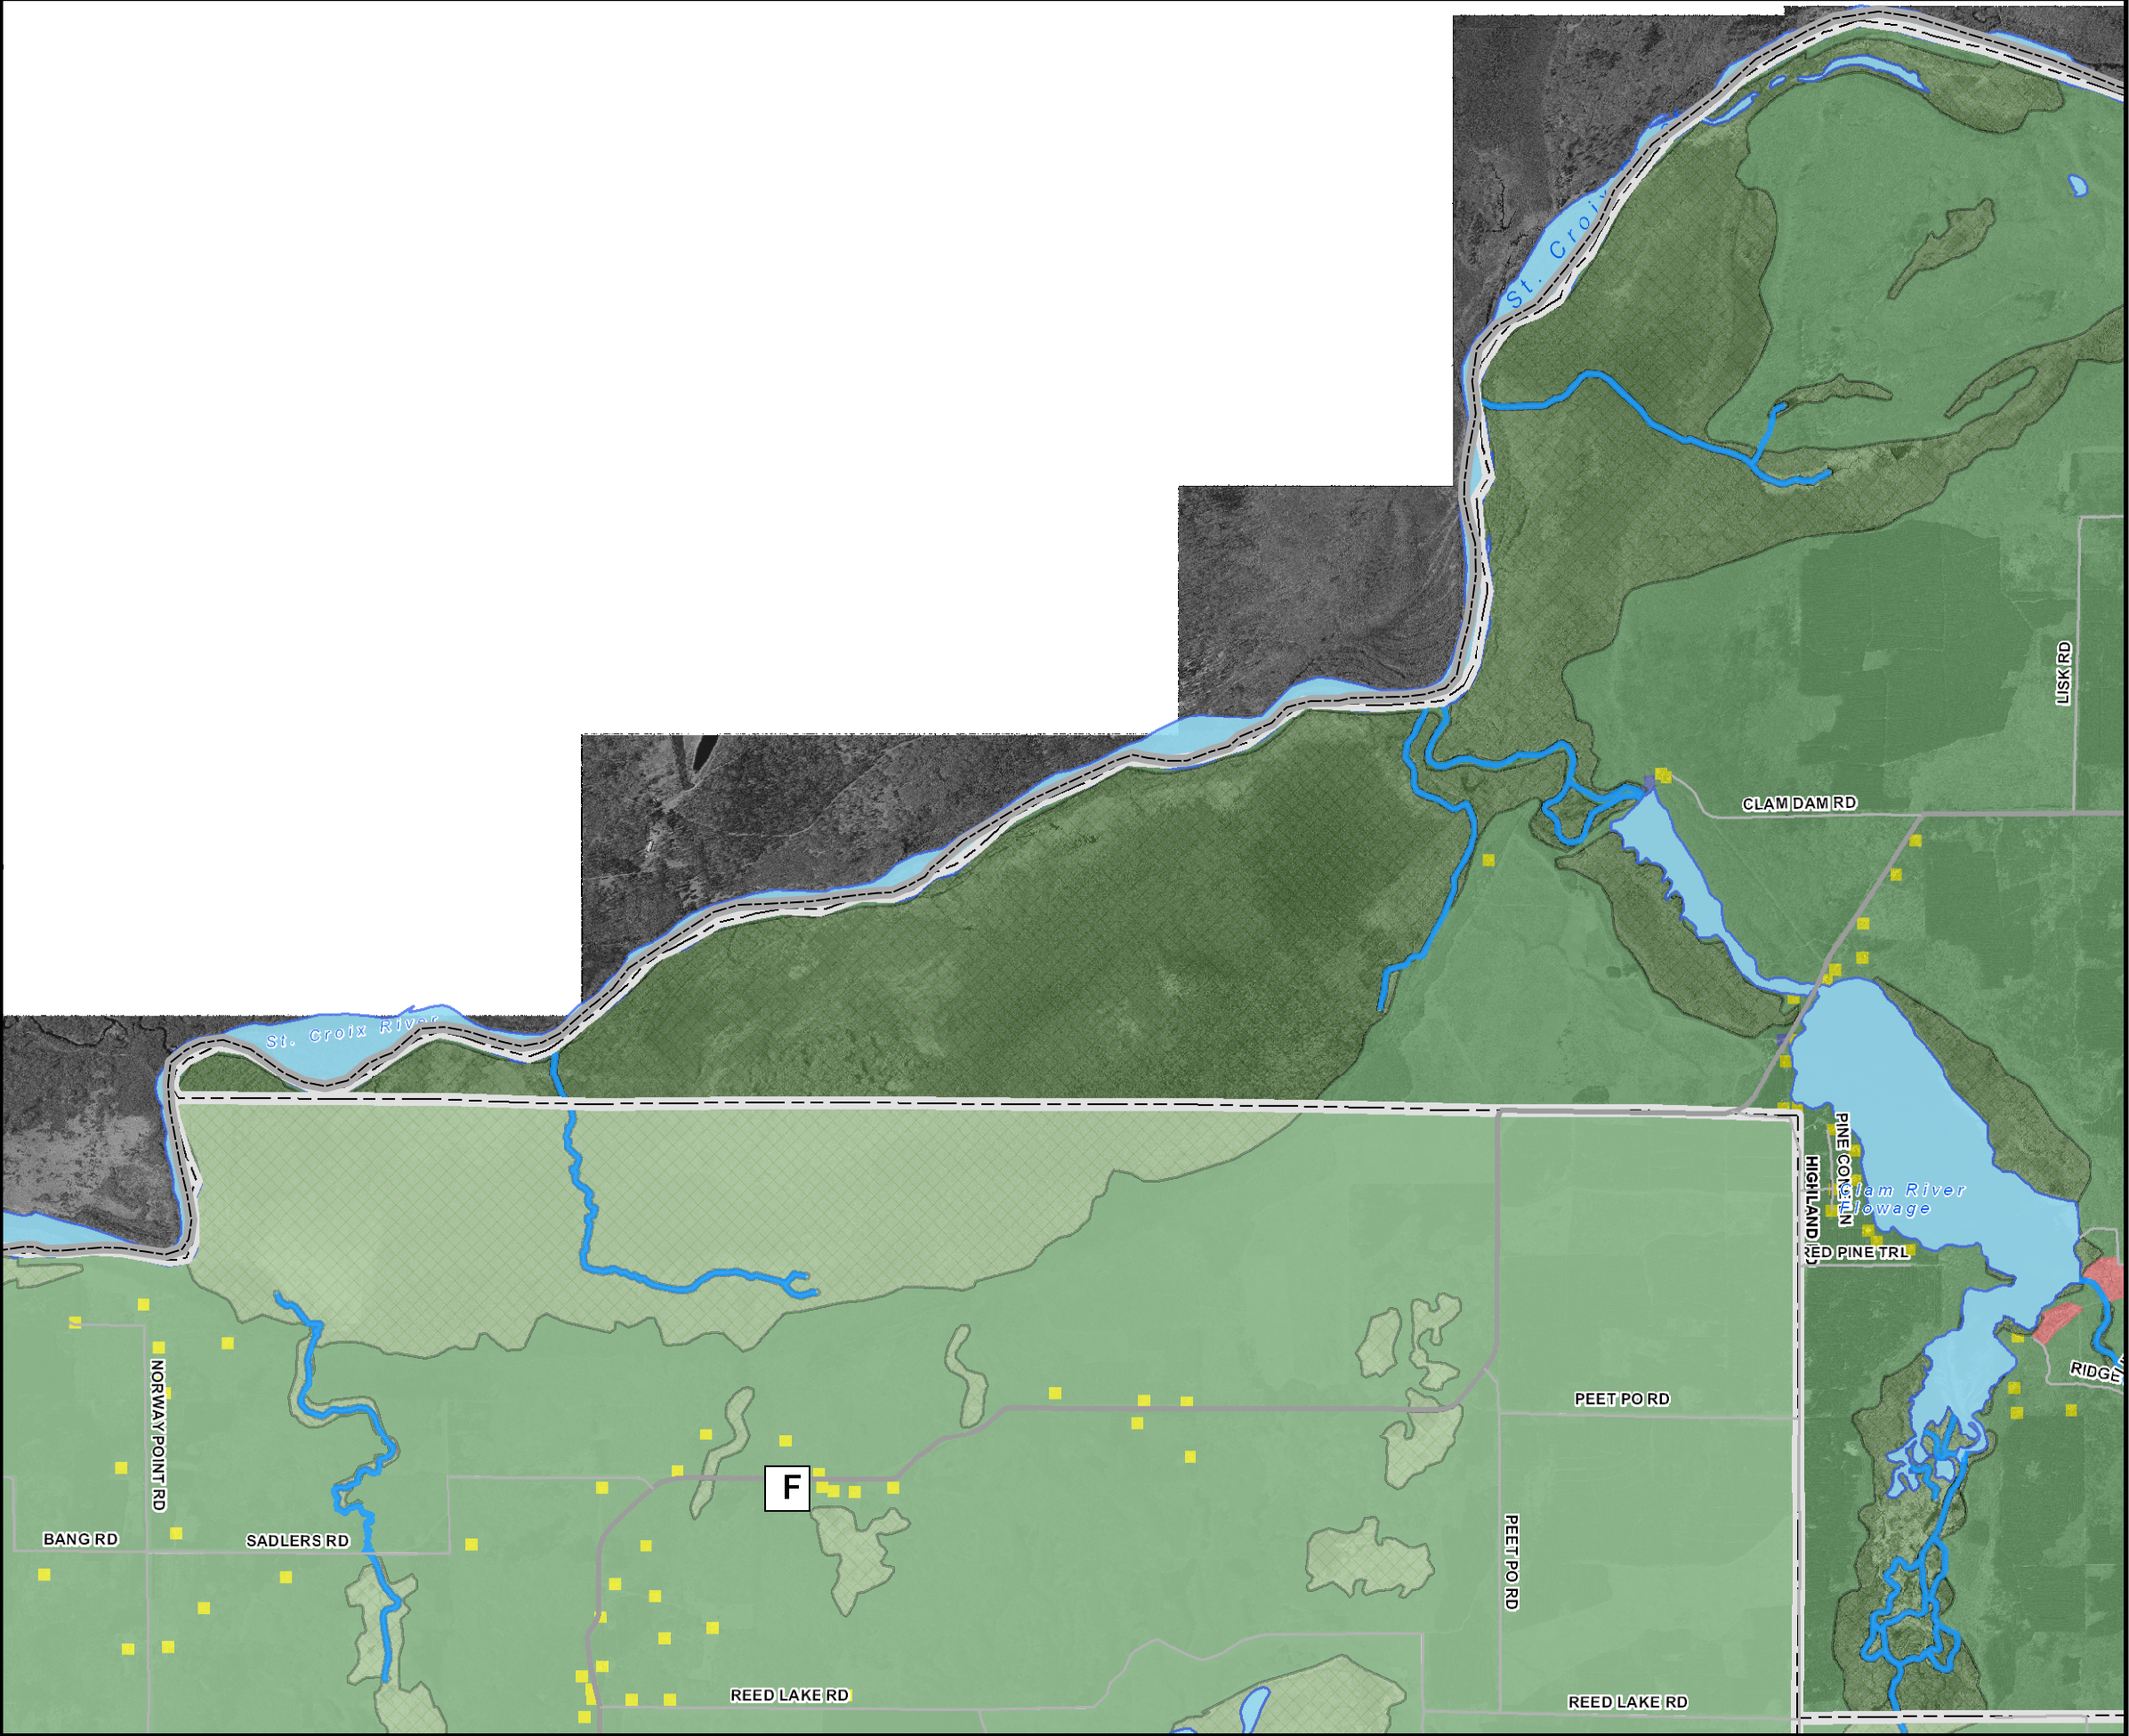 St. Croix
LISK RD
CLAM DAM RD
St. Croix River
PINE CONE LN
HIGHLAND
Clam River
Flowage
RED PINE TRL
RIDGE
NORWAY POINT RD
PEET PO RD
F
BANG RD
SADLERS RD
PEET PO RD
REED LAKE RD
REED LAKE RD